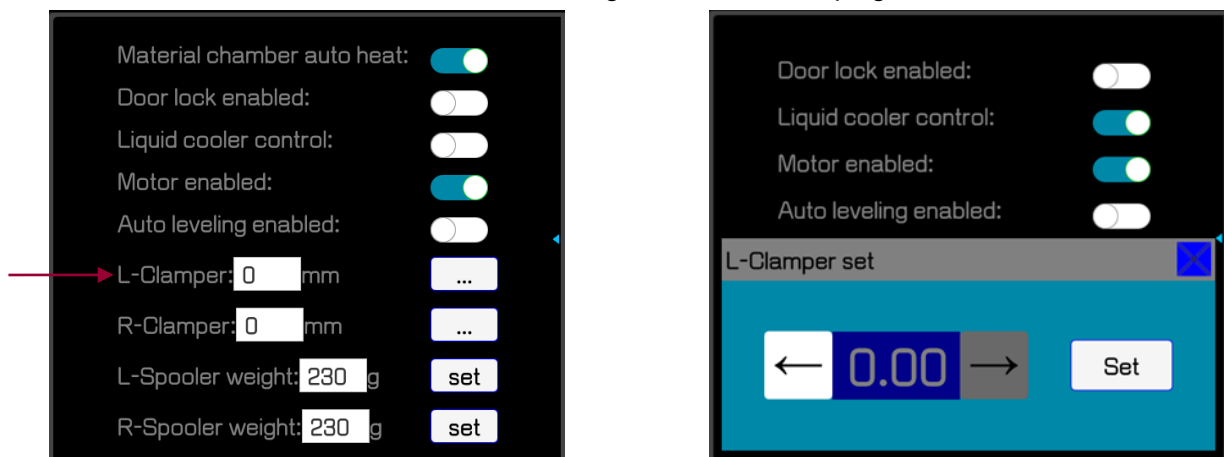 Material chamber auto heat:
Door lock enabled:
Liquid cooler control:
Motor enabled:
Auto leveling enabled:
L-Clamper: 0 mm ...
R-Clamper: 0 mm ...
L-Spooler weight: 230 g set
R-Spooler weight: 230 g set
Door lock enabled:
Liquid cooler control:
Motor enabled:
Auto leveling enabled:
L-Clamper set
← 0.00 → Set